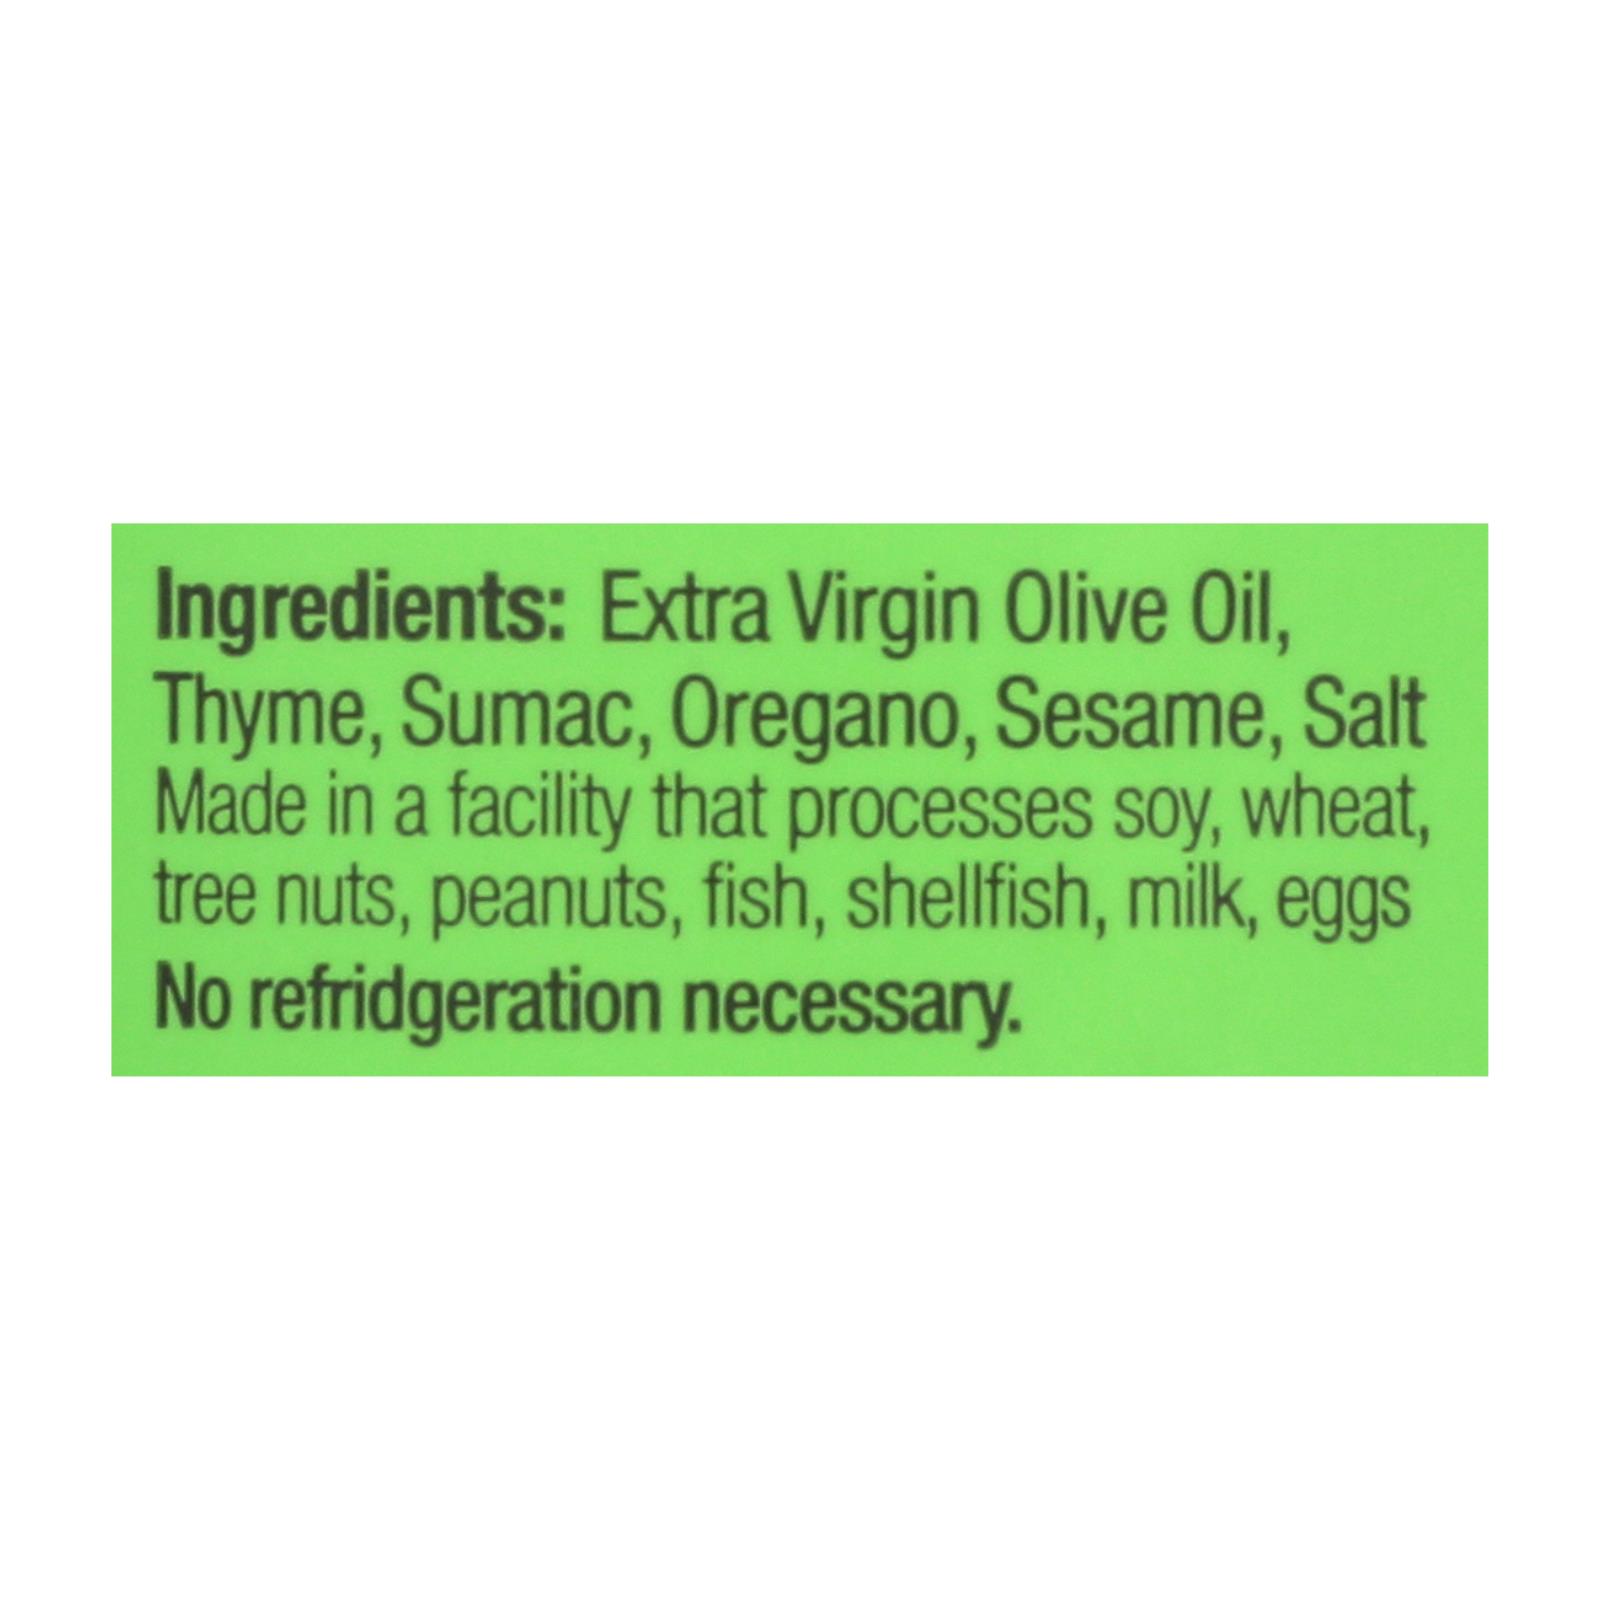 Ingredients: Extra Virgin Olive Oil,
Thyme, Sumac, Oregano, Sesame, Salt
Made in a facility that processes soy, wheat,
tree nuts, peanuts, fish, shellfish, milk, eggs
No refridgeration necessary.